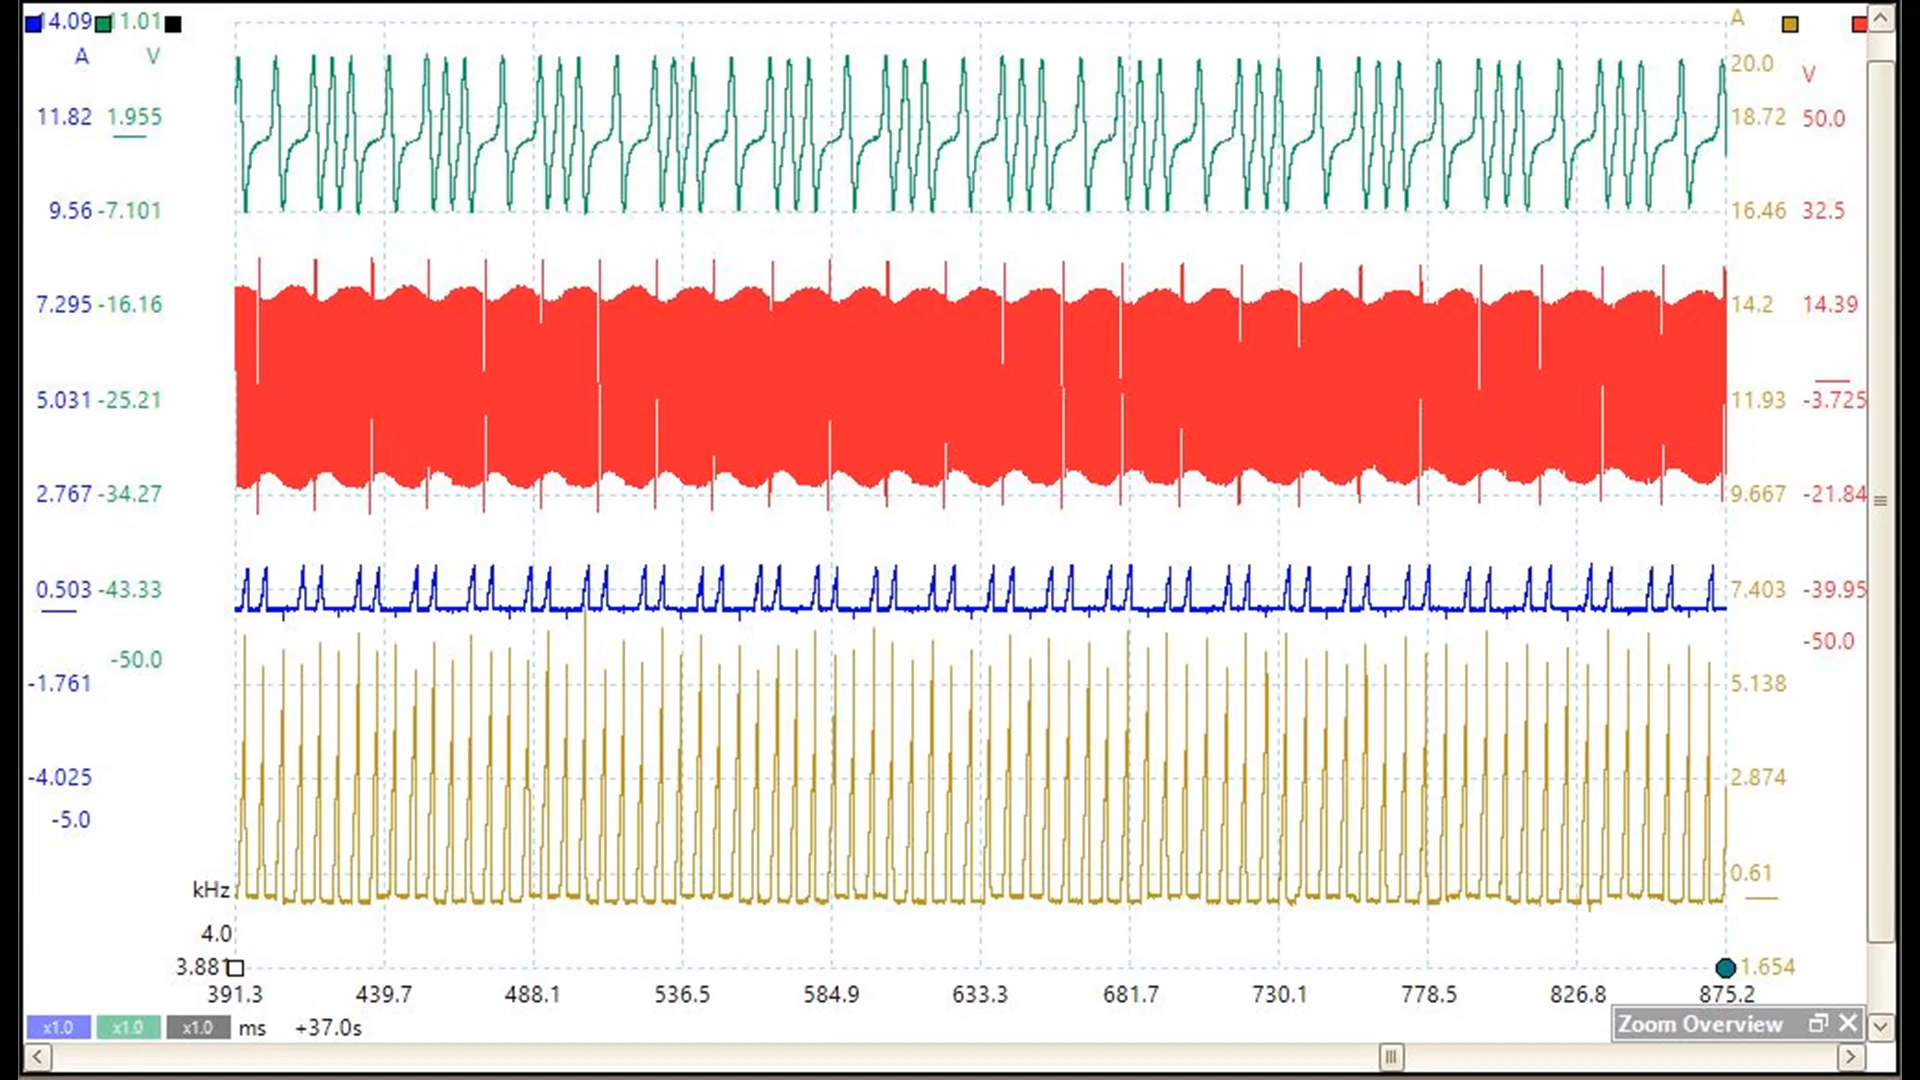 14.09 11.01 A
A V 20.0 V
11.82 1.955 18.72 50.0
9.56 -7.101 16.46 32.5
7.295 -16.16 14.2 14.39
5.031 -25.21 11.93 -3.725
2.767 -34.27 9.667 -21.84
0.503 -43.33 7.403 -39.95
-50.0 -50.0
-1.761 5.138
-4.025 2.874
-5.0
kHz 0.61
4.0
3.881 1.654
391.3 439.7 488.1 536.5 584.9 633.3 681.7 730.1 778.5 826.8 875.2
x1.0 x1.0 x1.0 ms +37.0s Zoom Overview